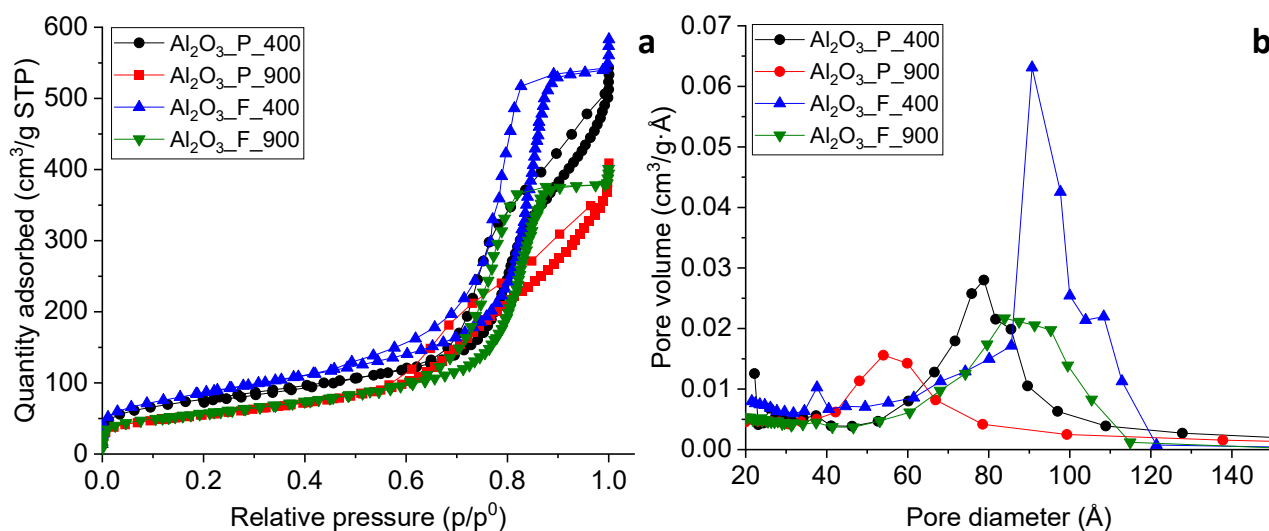 a
Al₂O₃_P_400
Al₂O₃_P_900
Al₂O₃_F_400
Al₂O₃_F_900
Quantity adsorbed (cm³/g STP)
600
500
400
300
200
100
0
0.0 0.2 0.4 0.6 0.8 1.0
Relative pressure (p/p⁰)
b
Al₂O₃_P_400
Al₂O₃_P_900
Al₂O₃_F_400
Al₂O₃_F_900
Pore volume (cm³/g·Å)
0.07
0.06
0.05
0.04
0.03
0.02
0.01
0.00
20 40 60 80 100 120 140
Pore diameter (Å)